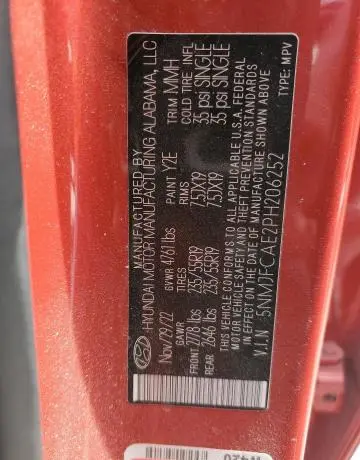 MANUFACTURED BY
HYUNDAI MOTOR MANUFACTURING ALABAMA, LLC
Nov/29/22 GVWR 4761 lbs PAINT Y2E TRIM MMH
GAWR TIRES RIMS COLD TIRE INFL
FRONT 2778 lbs 235/55R19 7.5JX19 35 psi SINGLE
REAR 2646 lbs 235/55R19 7.5JX19 35 psi SINGLE
THIS VEHICLE CONFORMS TO ALL APPLICABLE U.S.A. FEDERAL
MOTOR VEHICLE SAFETY AND THEFT PREVENTION STANDARDS
IN EFFECT ON THE DATE OF MANUFACTURE SHOWN ABOVE.
V.I.N 5NMJFCAE2PH206252 TYPE: MPV